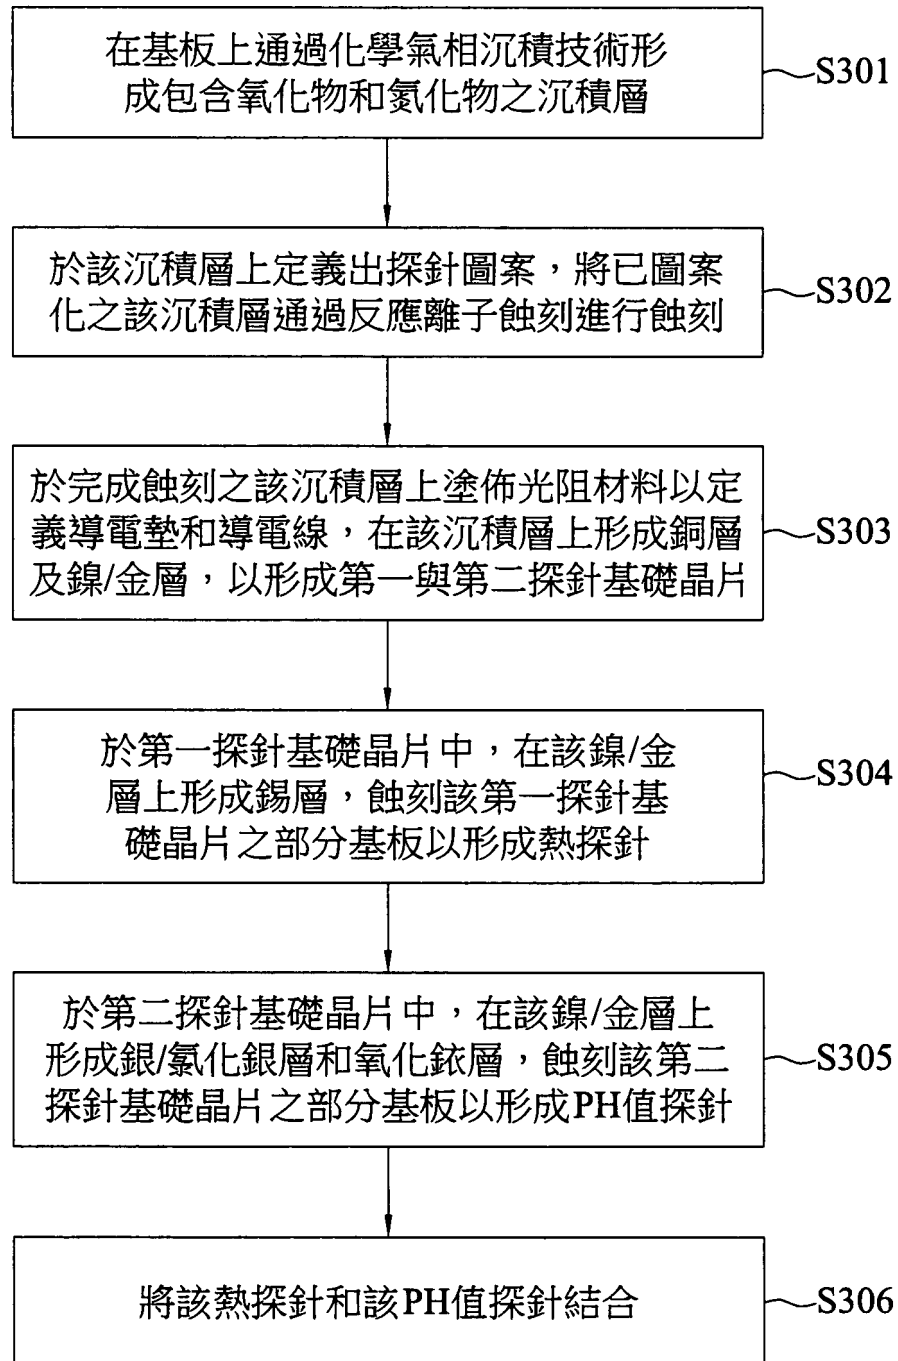 在基板上通過化學氣相沉積技術形
成包含氧化物和氮化物之沉積層
S301
於該沉積層上定義出探針圖案，將已圖案
化之該沉積層通過反應離子蝕刻進行蝕刻
S302
於完成蝕刻之該沉積層上塗佈光阻材料以定
義導電墊和導電線，在該沉積層上形成銅層
及鎳/金層，以形成第一與第二探針基礎晶片
S303
於第一探針基礎晶片中，在該鎳/金
層上形成錫層，蝕刻該第一探針基
礎晶片之部分基板以形成熱探針
S304
於第二探針基礎晶片中，在該鎳/金層上
形成銀/氯化銀層和氧化銥層，蝕刻該第二
探針基礎晶片之部分基板以形成PH值探針
S305
將該熱探針和該PH值探針結合
S306